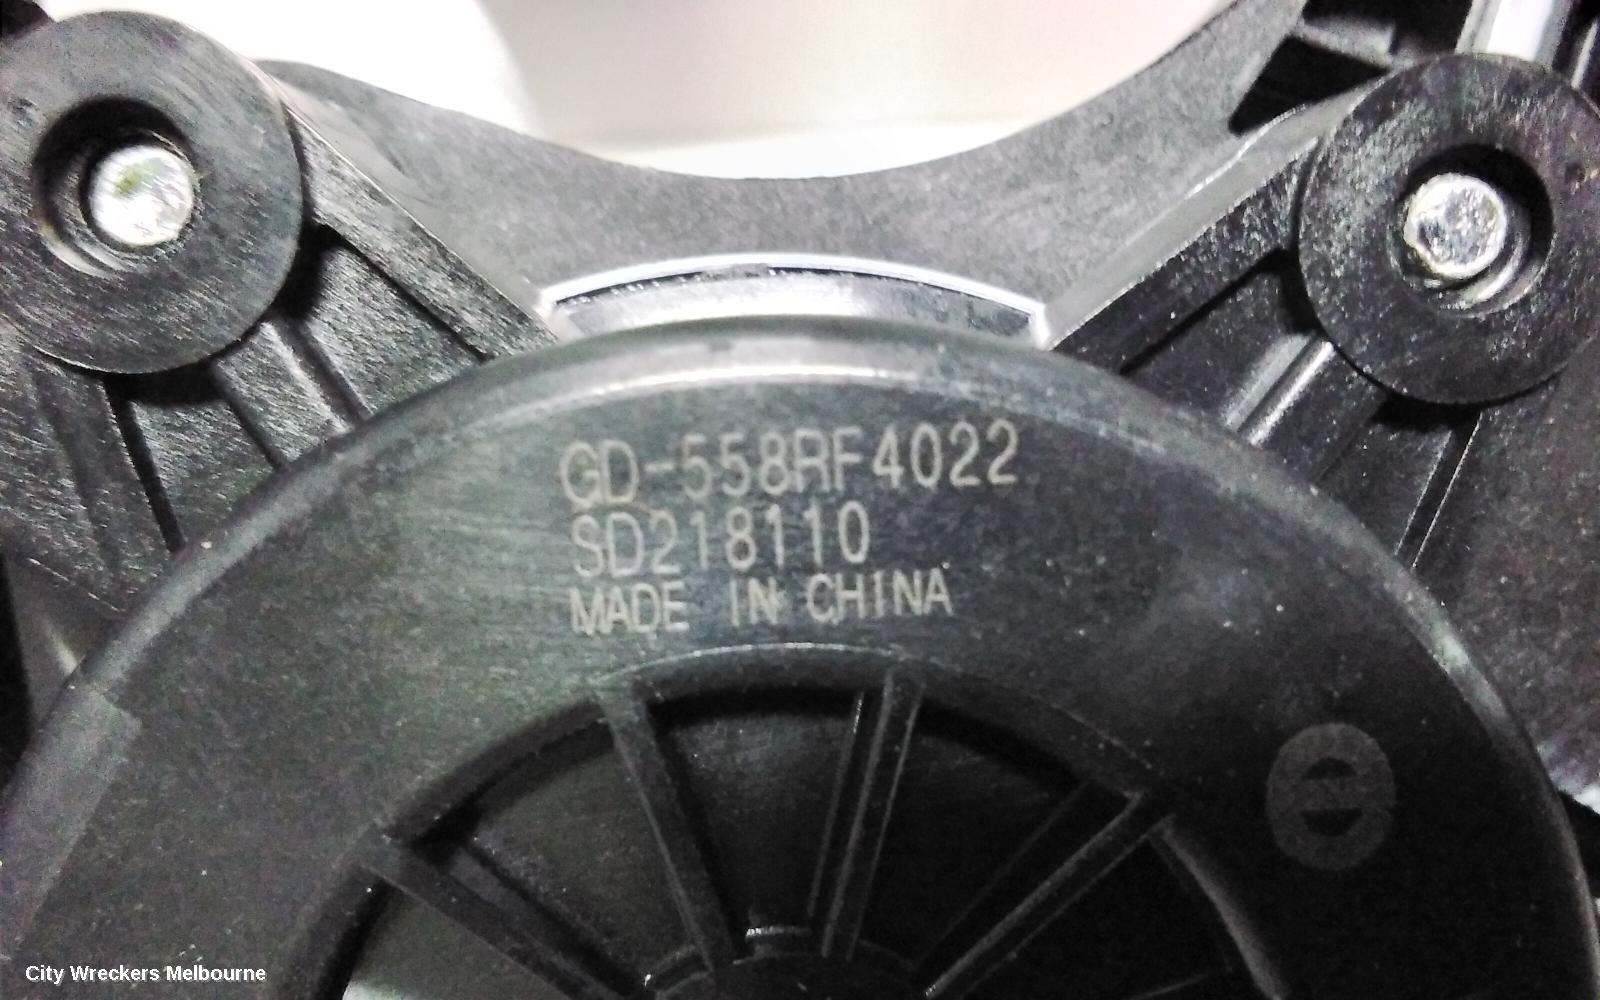 GD-558RF4022
SD218110
MADE IN CHINA
City Wreckers Melbourne